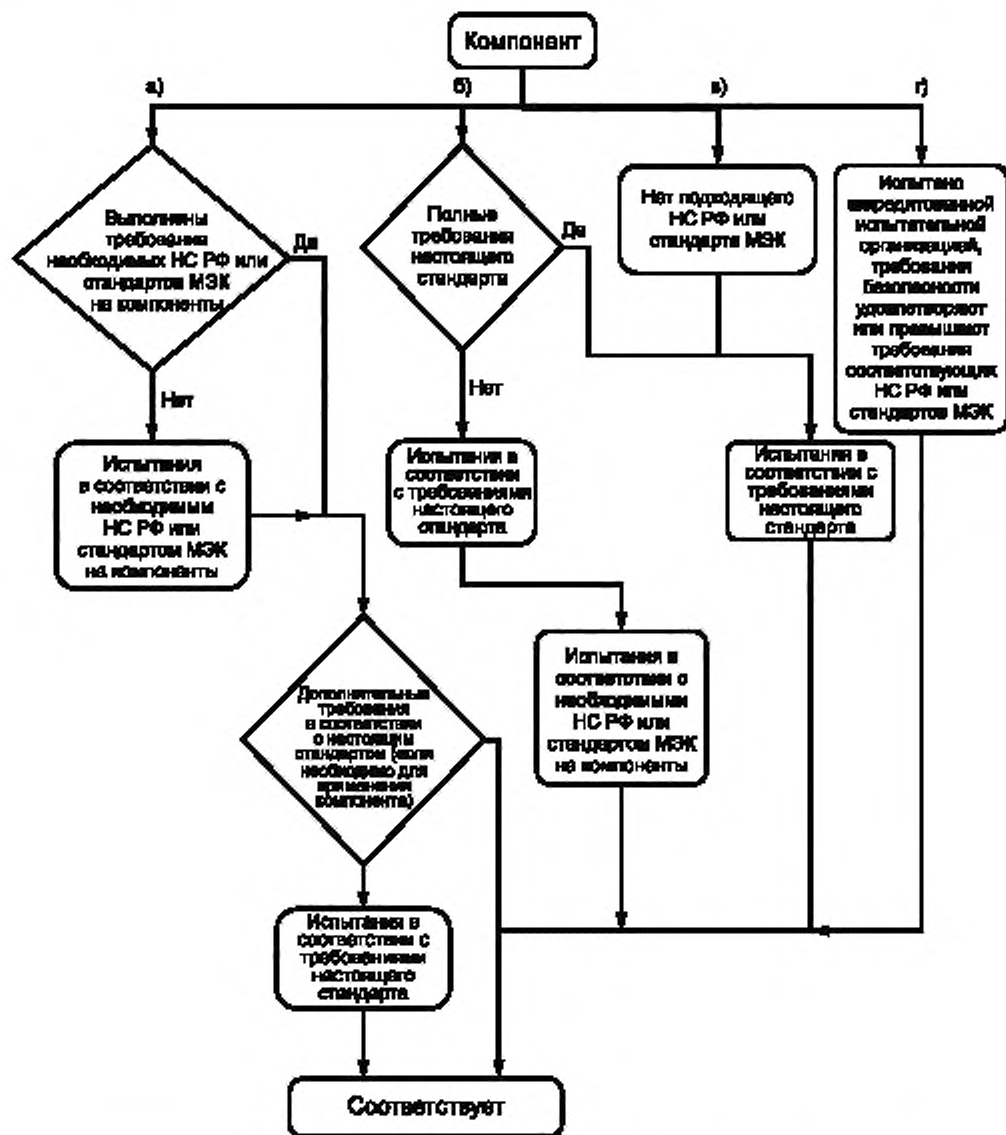 Компонент
а)
б)
в)
г)
Выполнены
требования
необходимых НС РФ или
стандартов МЭК
на компоненты
Да
Нет
Полные
требования
настоящего
стандарта
Да
Нет
Нет подходящего
НС РФ или
стандарта МЭК
Испытано
аккредитованной
испытательной
организацией,
требования
безопасности
удовлетворяют
или превышают
требования
соответствующих
НС РФ или
стандартов МЭК
Испытания
в соответствии с
необходимым
НС РФ или
стандартом МЭК
на компоненты
Испытания в
соответствии
с требованиями
настоящего
стандарта
Испытания в
соответствии с
требованиями
настоящего
стандарта
Испытания в
соответствии с
необходимыми
НС РФ или
стандартом МЭК
на компоненты
Дополнительные
требования
в соответствии
с настоящим
стандартом (если
необходимо для
применения
компонента)
Испытания в
соответствии с
требованиями
настоящего
стандарта
Соответствует